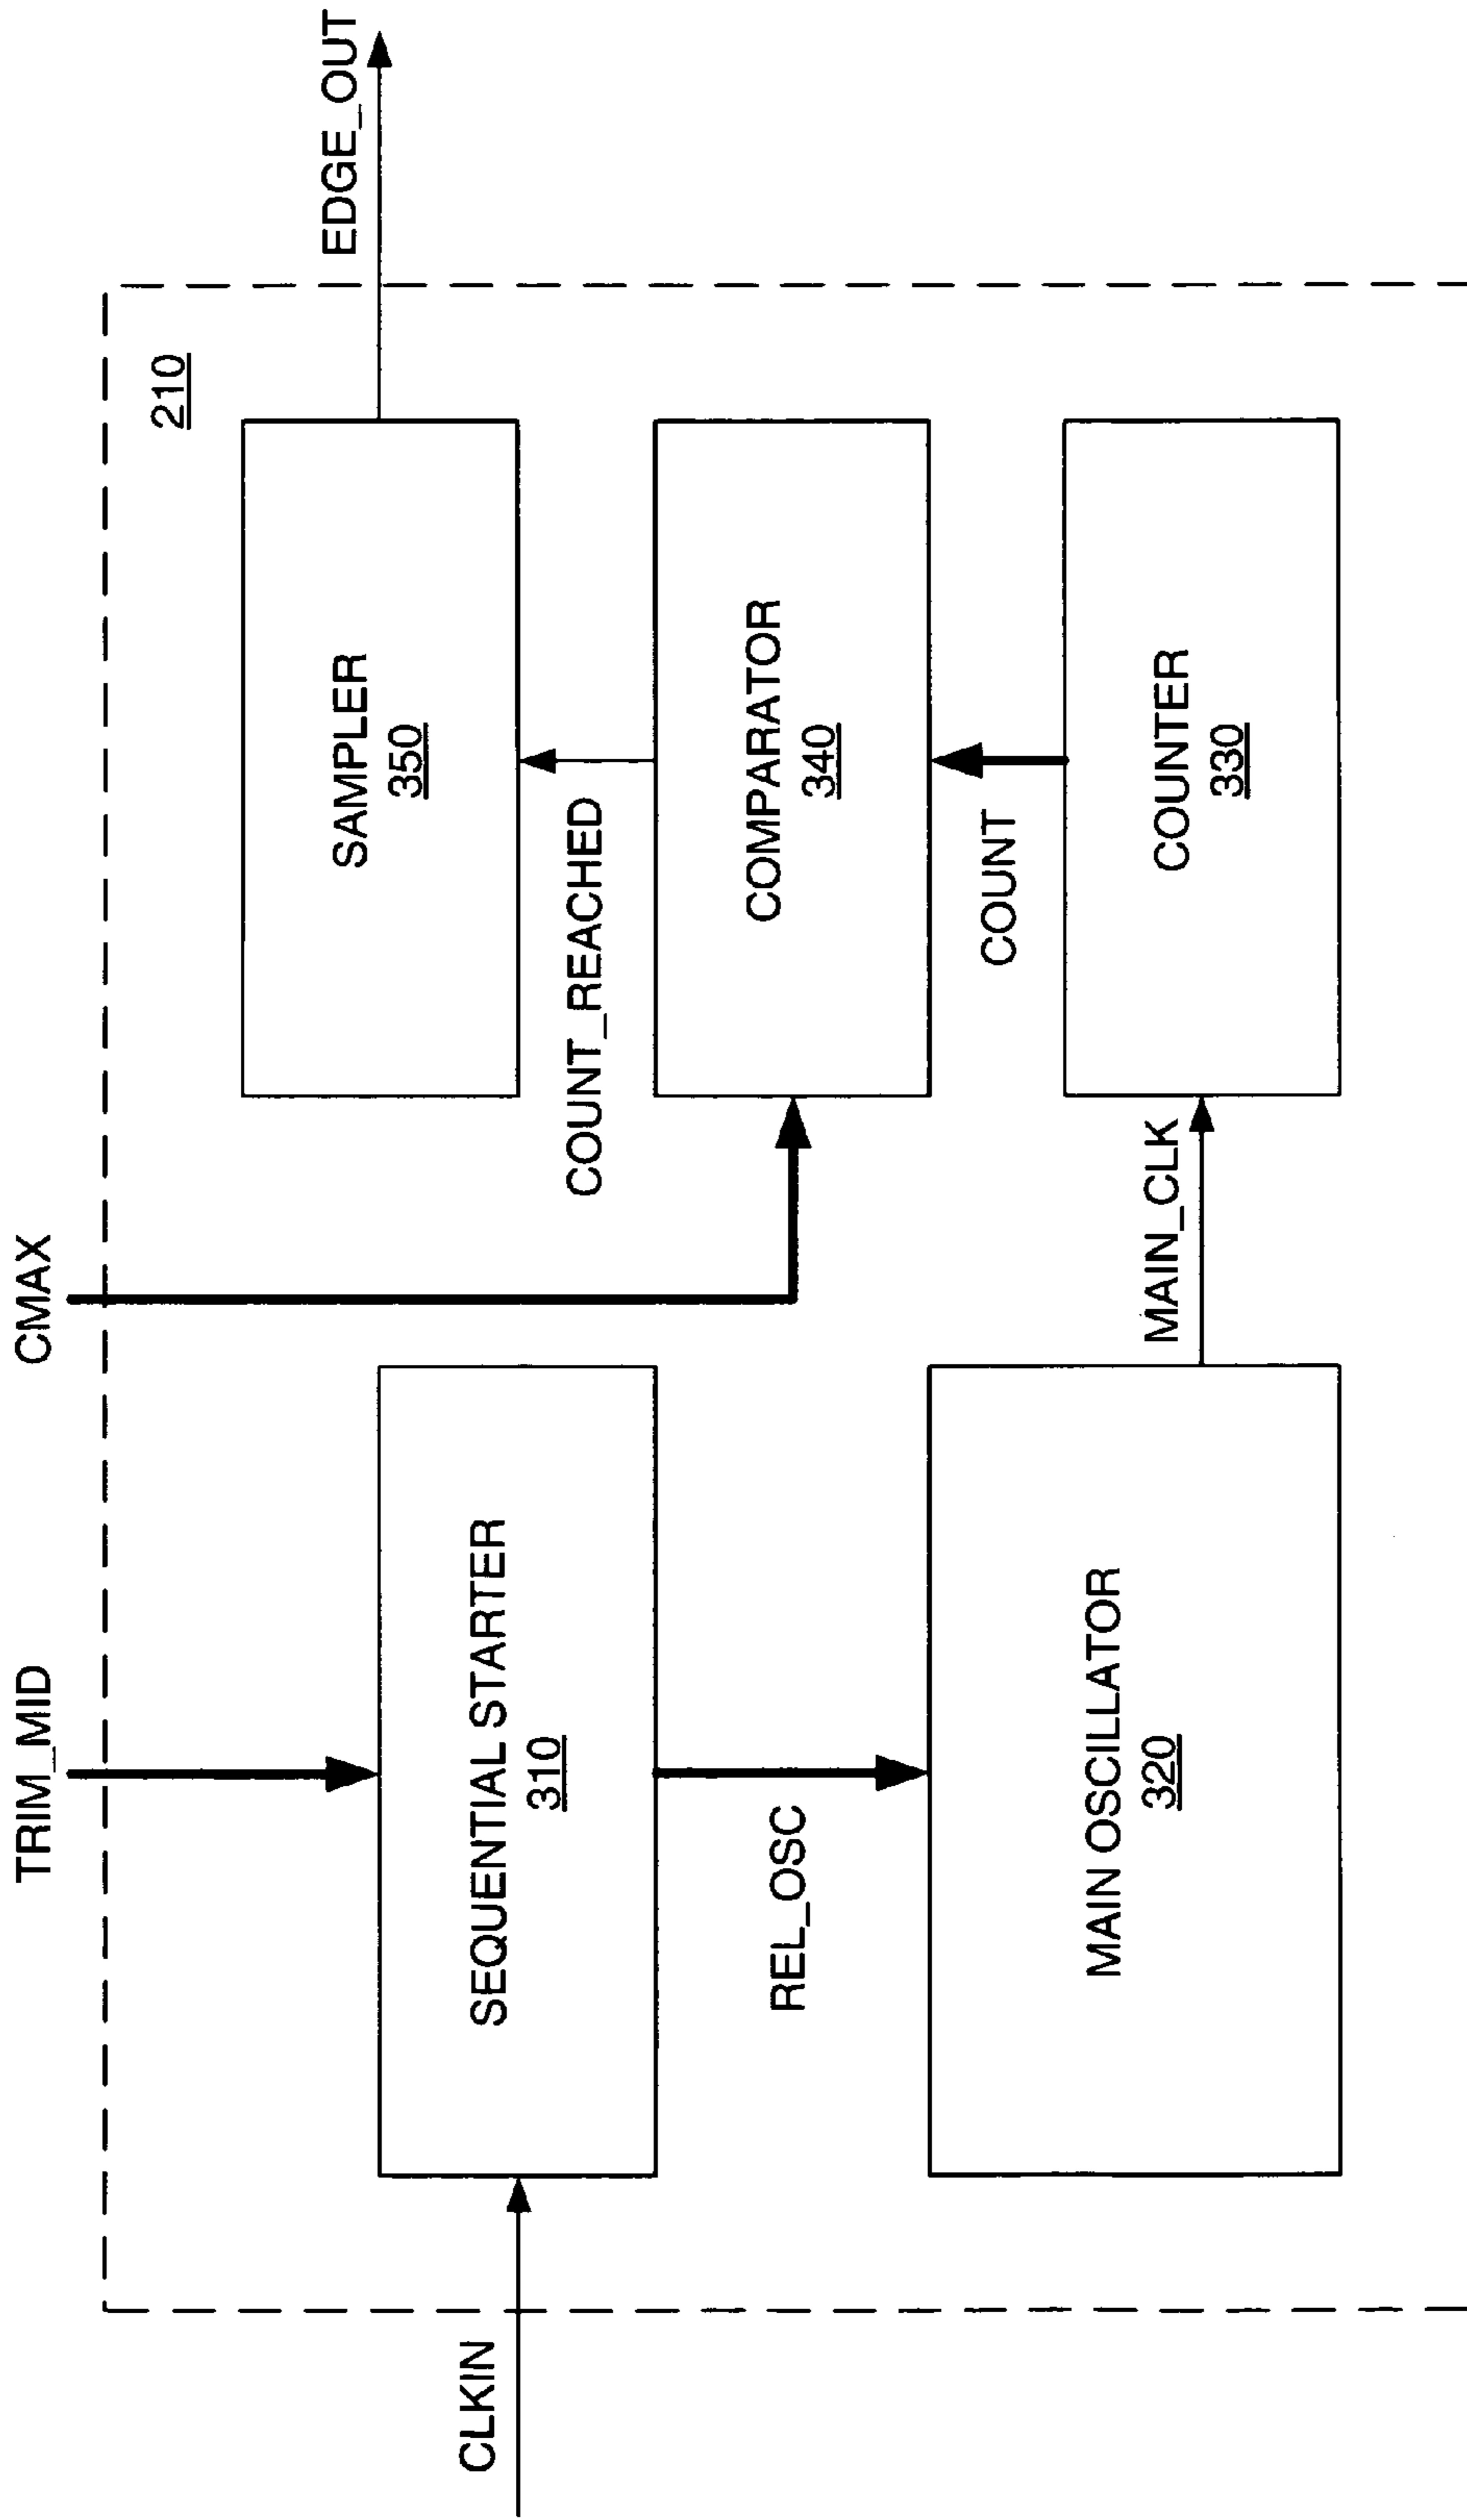 TRIM_MID
CMAX
210
CLKIN
SEQUENTIAL STARTER
310
SAMPLER
350
EDGE_OUT
COUNT_REACHED
REL_OSC
COMPARATOR
340
COUNT
MAIN OSCILLATOR
320
MAIN_CLK
COUNTER
330